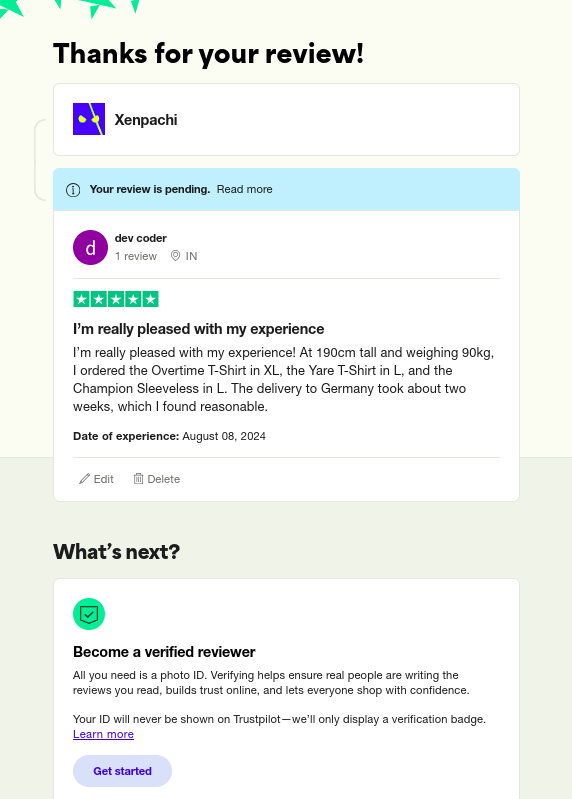 Thanks for your review!
Xenpachi
Your review is pending. Read more
d
dev coder
1 review IN
I'm really pleased with my experience
I'm really pleased with my experience! At 190cm tall and weighing 90kg,
I ordered the Overtime T-Shirt in XL, the Yare T-Shirt in L, and the
Champion Sleeveless in L. The delivery to Germany took about two
weeks, which I found reasonable.
Date of experience: August 08, 2024
Edit Delete
What's next?
Become a verified reviewer
All you need is a photo ID. Verifying helps ensure real people are writing the
reviews you read, builds trust online, and lets everyone shop with confidence.
Your ID will never be shown on Trustpilot—we'll only display a verification badge.
Learn more
Get started